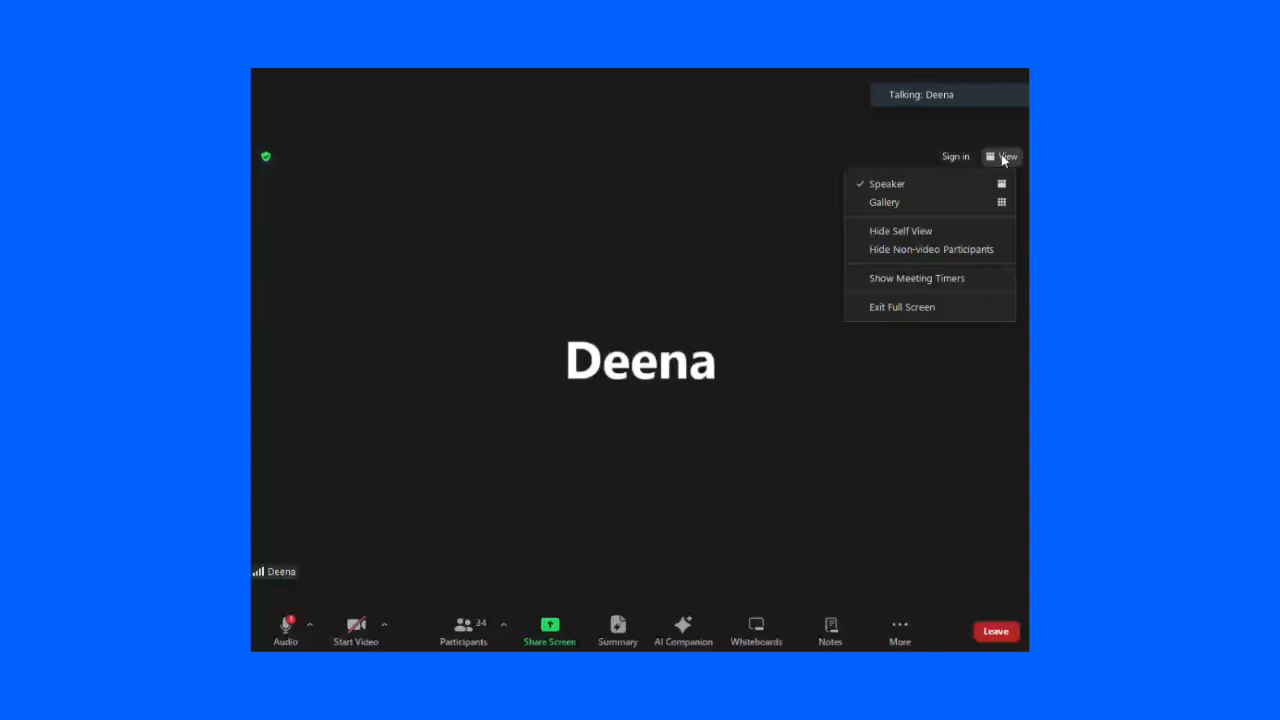 Talking: Deena
Sign in
View
Speaker
Gallery
Hide Self View
Hide Non-video Participants
Show Meeting Timers
Exit Full Screen
Deena
Deena
34
Audio
Start Video
Participants
Share Screen
Summary
AI Companion
Whiteboards
Notes
More
Leave